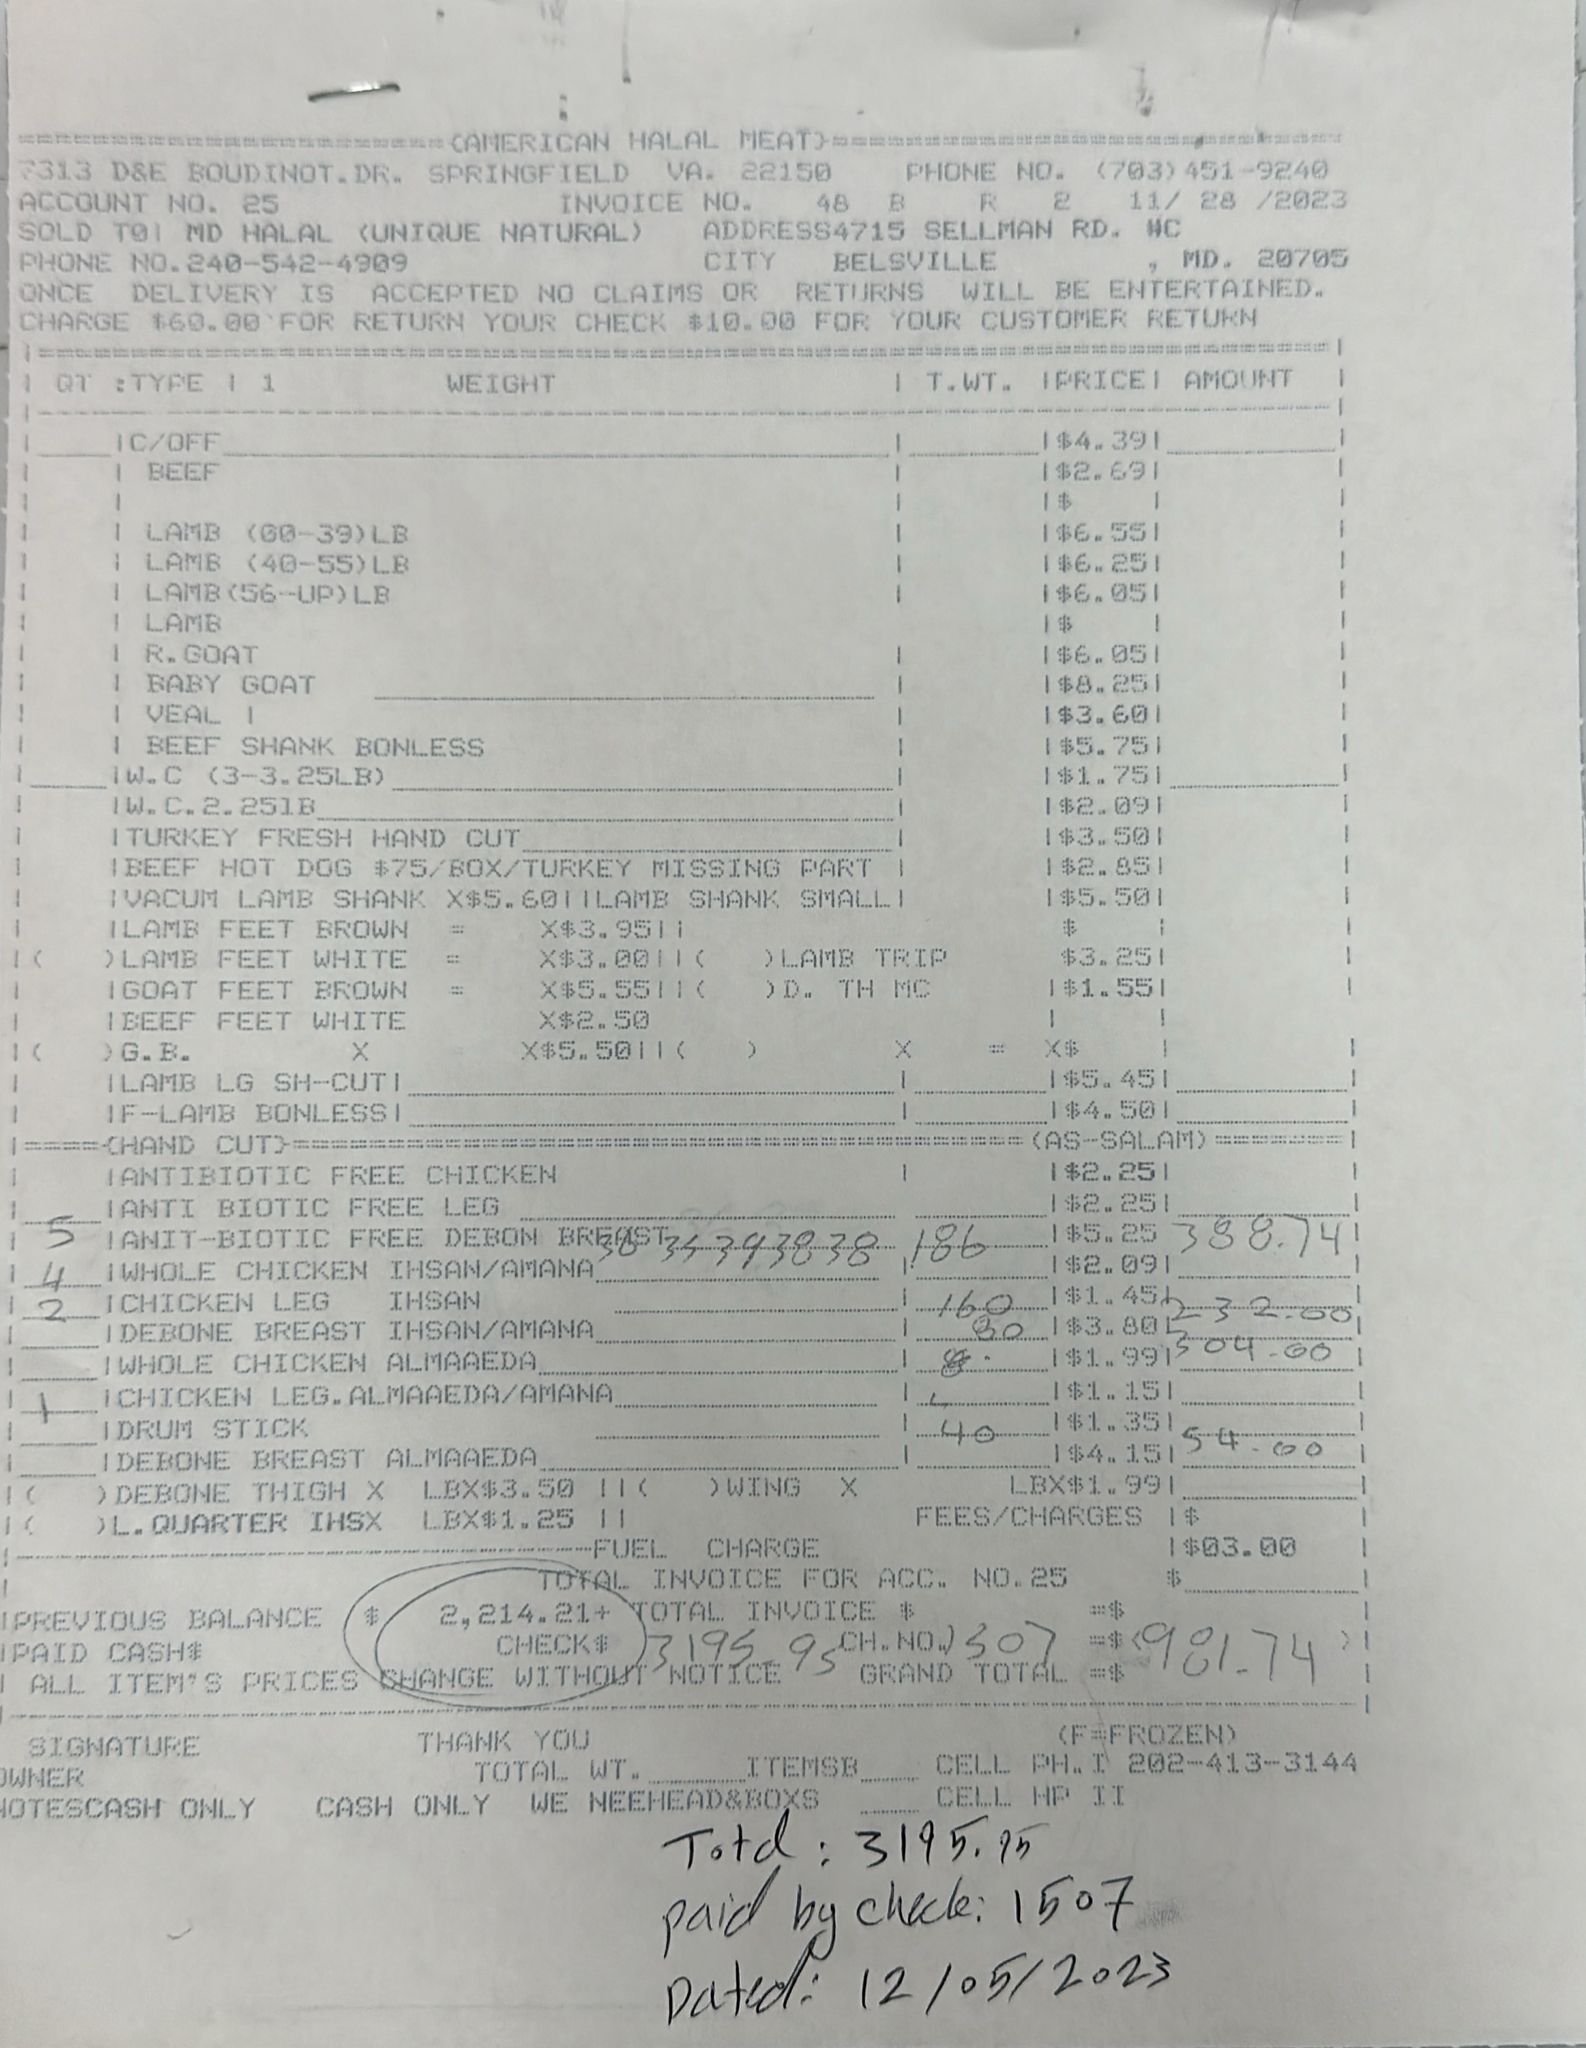 ====================(AMERICAN HALAL MEAT)====================
7313 D&E BOUDINOT.DR. SPRINGFIELD VA. 22150 PHONE NO. (703)451-9240
ACCOUNT NO. 25 INVOICE NO. 48 B R 2 11/ 28 /2023
SOLD TO| MD HALAL (UNIQUE NATURAL) ADDRESS4715 SELLMAN RD. #C
PHONE NO.240-542-4909 CITY BELSVILLE , MD. 20705
ONCE DELIVERY IS ACCEPTED NO CLAIMS OR RETURNS WILL BE ENTERTAINED.
CHARGE $60.00 FOR RETURN YOUR CHECK $10.00 FOR YOUR CUSTOMER RETURN
| QT :TYPE | 1 WEIGHT | T.WT. |PRICE| AMOUNT |
|C/OFF | |$4.39|
| BEEF |$2.69|
| |$ |
| LAMB (00-39)LB | |$6.55|
| LAMB (40-55)LB | |$6.25|
| LAMB(56-UP)LB | |$6.05|
| LAMB |$ |
| R.GOAT | |$6.05|
| BABY GOAT | |$8.25|
| VEAL | | |$3.60|
| BEEF SHANK BONLESS |$5.75|
|W.C (3-3.25LB) | |$1.75|
|W.C.2.25lB | |$2.09|
|TURKEY FRESH HAND CUT | |$3.50|
|BEEF HOT DOG $75/BOX/TURKEY MISSING PART | |$2.85|
|VACUM LAMB SHANK X$5.60||LAMB SHANK SMALL| |$5.50|
|LAMB FEET BROWN = X$3.95|| $ |
|( )LAMB FEET WHITE = X$3.00||( )LAMB TRIP $3.25|
|GOAT FEET BROWN = X$5.55||( )D. TH MC |$1.55|
|BEEF FEET WHITE X$2.50 | |
|( )G.B. X X$5.50||( ) X = X$ |
|LAMB LG SH-CUT| | |$5.45|
|F-LAMB BONLESS| | |$4.50|
|====(HAND CUT)====================(AS-SALAM)=======|
|ANTIBIOTIC FREE CHICKEN | |$2.25|
|ANTI BIOTIC FREE LEG |$2.25|
5 |ANIT-BIOTIC FREE DEBON BREAST 393838 186 |$5.25 388.74
4 |WHOLE CHICKEN IHSAN/AMANA |$2.09|
2 |CHICKEN LEG IHSAN 160 |$1.45| 232.00
|DEBONE BREAST IHSAN/AMANA 80 |$3.80| 304.00
|WHOLE CHICKEN ALMAAEDA |$1.99|
1 |CHICKEN LEG.ALMAAEDA/AMANA |$1.15|
|DRUM STICK 40 |$1.35| 54.00
|DEBONE BREAST ALMAAEDA |$4.15|
|( )DEBONE THIGH X LBX$3.50 ||( )WING X LBX$1.99|
|( )L.QUARTER IHSX LBX$1.25 || FEES/CHARGES |$
FUEL CHARGE |$03.00
TOTAL INVOICE FOR ACC. NO.25 $
|PREVIOUS BALANCE $ 2,214.21+ TOTAL INVOICE $ =$
|PAID CASH$ CHECK$ 3195.95 CH.NO.1507 =$(981.74 )
| ALL ITEM'S PRICES CHANGE WITHOUT NOTICE GRAND TOTAL =$
SIGNATURE THANK YOU (F=FROZEN)
OWNER TOTAL WT. ITEMSB CELL PH.I 202-413-3144
NOTESCASH ONLY CASH ONLY WE NEEHEAD&BOXS CELL HP II
Total: 3195.95
paid by check: 1507
Dated: 12/05/2023